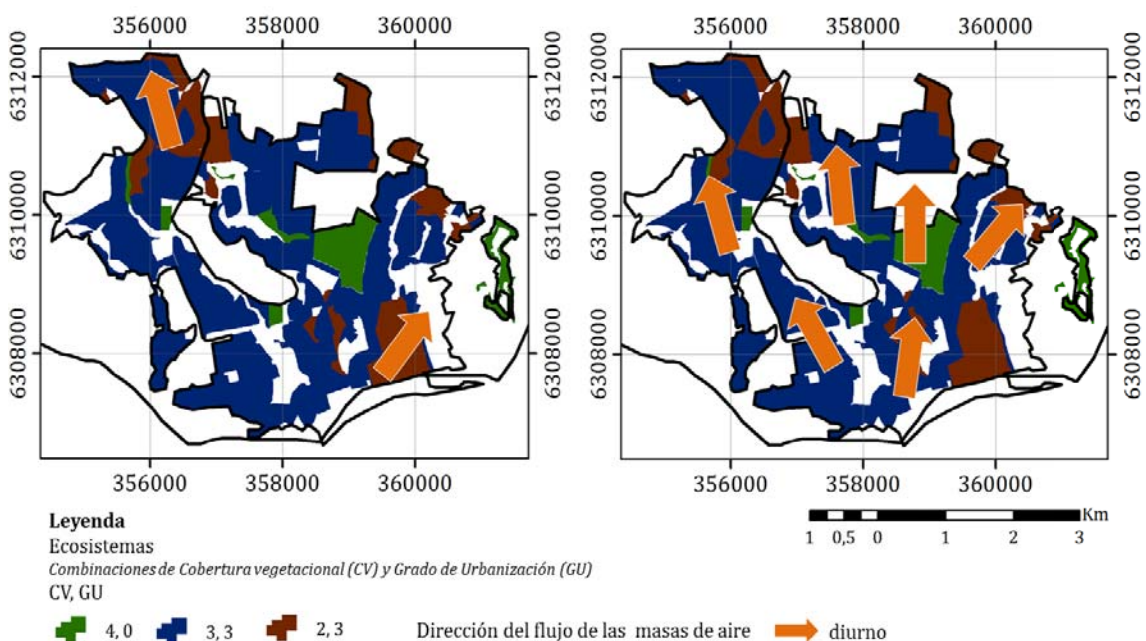 356000 358000 360000 356000 358000 360000
6312000 6312000 6312000 6312000
6310000 6310000 6310000 6310000
6308000 6308000 6308000 6308000
356000 358000 360000 356000 358000 360000
Leyenda
Ecosistemas
Combinaciones de Cobertura vegetacional (CV) y Grado de Urbanización (GU)
CV, GU
4, 0 3, 3 2, 3 Dirección del flujo de las masas de aire diurno
Km
1 0,5 0 1 2 3